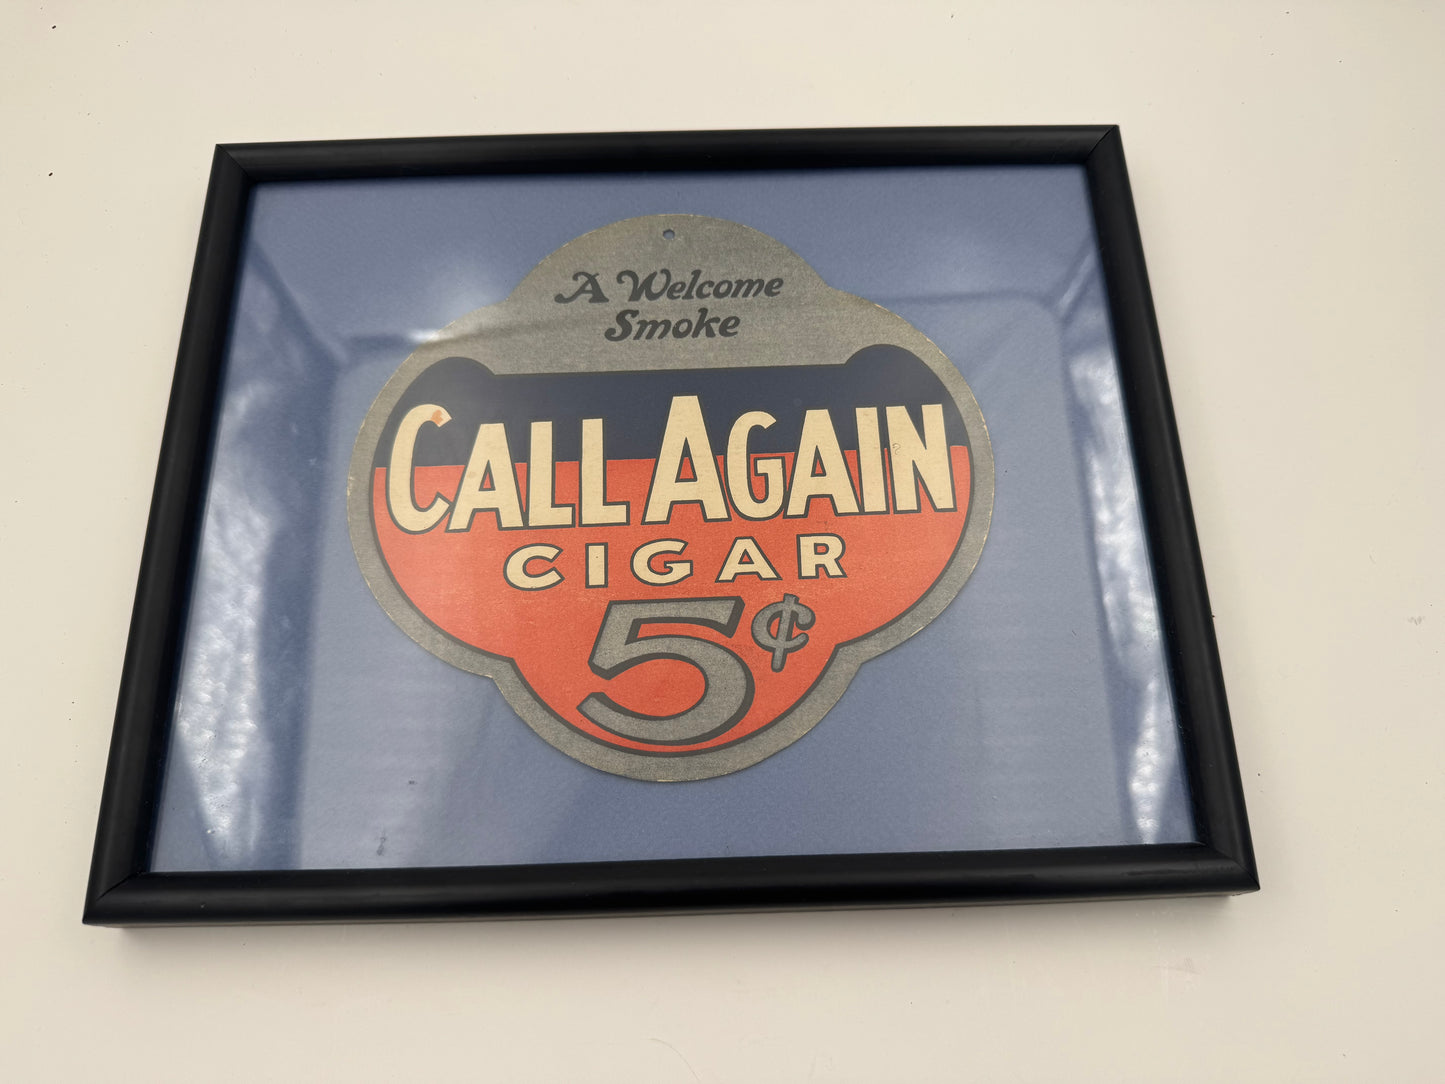 A Welcome
Smoke
CALL AGAIN
CIGAR
5¢